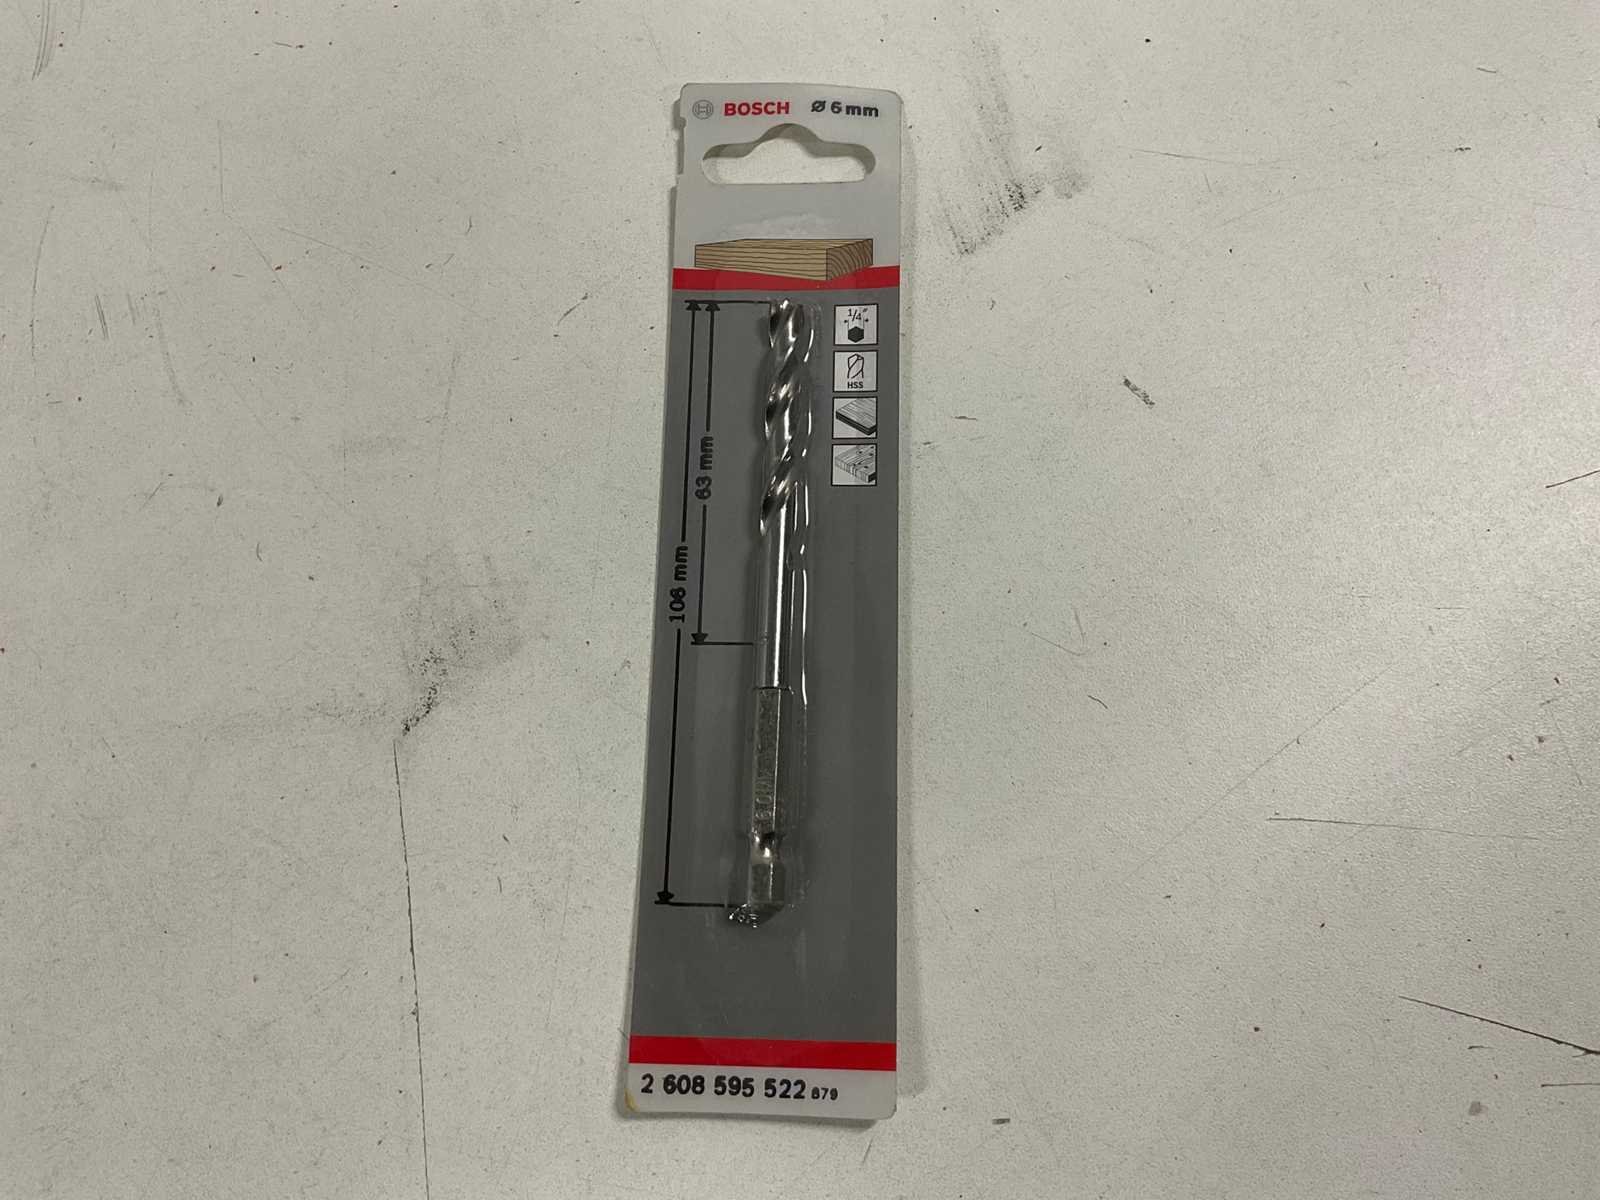 BOSCH ⌀ 6 mm
1/4"
HSS
63 mm
106 mm
2 608 595 522 879